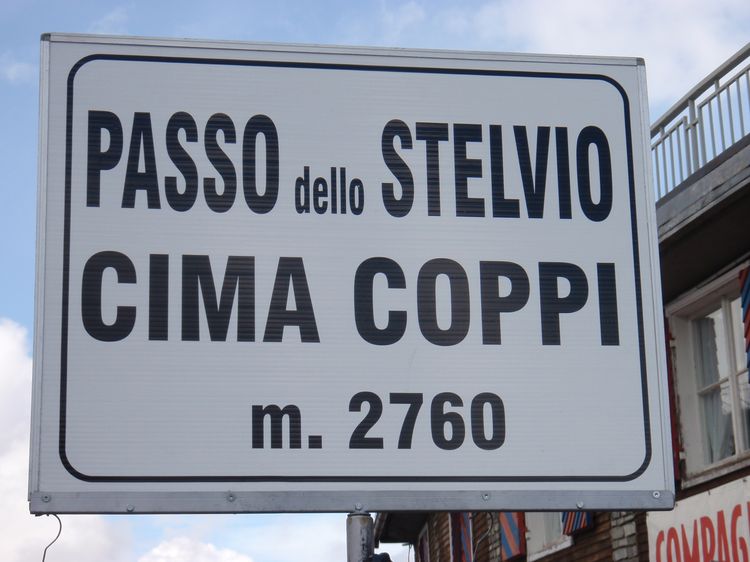 PASSO dello STELVIO
CIMA COPPI
m. 2760